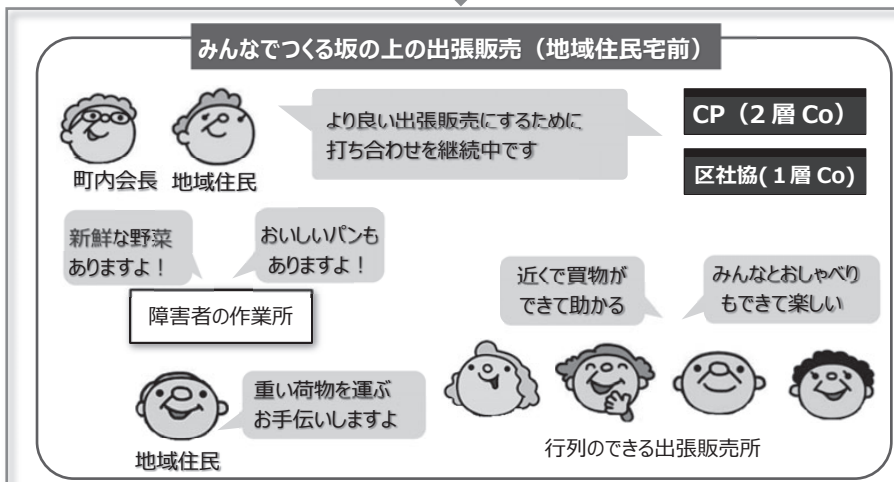 みんなでつくる坂の上の出張販売（地域住民宅前）
より良い出張販売にするために
打ち合わせを継続中です
CP（2 層 Co）
区社協(1 層 Co)
町内会長
地域住民
新鮮な野菜
ありますよ！
おいしいパンも
ありますよ！
障害者の作業所
近くで買物が
できて助かる
みんなとおしゃべり
もできて楽しい
重い荷物を運ぶ
お手伝いしますよ
地域住民
行列のできる出張販売所